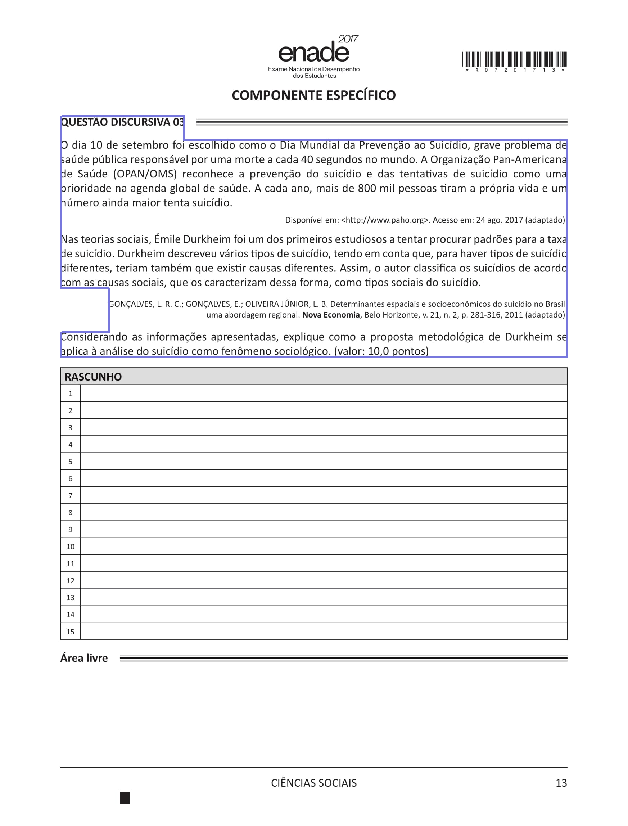 2017
enade
Exame Nacional de Desempenho
dos Estudantes
*R07201713*
COMPONENTE ESPECÍFICO
QUESTÃO DISCURSIVA 03
O dia 10 de setembro foi escolhido como o Dia Mundial da Prevenção ao Suicídio, grave problema de
saúde pública responsável por uma morte a cada 40 segundos no mundo. A Organização Pan-Americana
de Saúde (OPAN/OMS) reconhece a prevenção do suicídio e das tentativas de suicídio como uma
prioridade na agenda global de saúde. A cada ano, mais de 800 mil pessoas tiram a própria vida e um
número ainda maior tenta suicídio.
Disponível em: <http://www.paho.org>. Acesso em: 24 ago. 2017 (adaptado)
Nas teorias sociais, Émile Durkheim foi um dos primeiros estudiosos a tentar procurar padrões para a taxa
de suicídio. Durkheim descreveu vários tipos de suicídio, tendo em conta que, para haver tipos de suicídio
diferentes, teriam também que existir causas diferentes. Assim, o autor classifica os suicídios de acordo
com as causas sociais, que os caracterizam dessa forma, como tipos sociais do suicídio.
GONÇALVES, L. R. C.; GONÇALVES, E.; OLIVEIRA JÚNIOR, L. B. Determinantes espaciais e socioeconômicos do suicídio no Brasil
uma abordagem regional. Nova Economia, Belo Horizonte, v. 21, n. 2, p. 281-316, 2011 (adaptado)
Considerando as informações apresentadas, explique como a proposta metodológica de Durkheim se
aplica à análise do suicídio como fenômeno sociológico. (valor: 10,0 pontos)
RASCUNHO
1
2
3
4
5
6
7
8
9
10
11
12
13
14
15
Área livre
CIÊNCIAS SOCIAIS
13